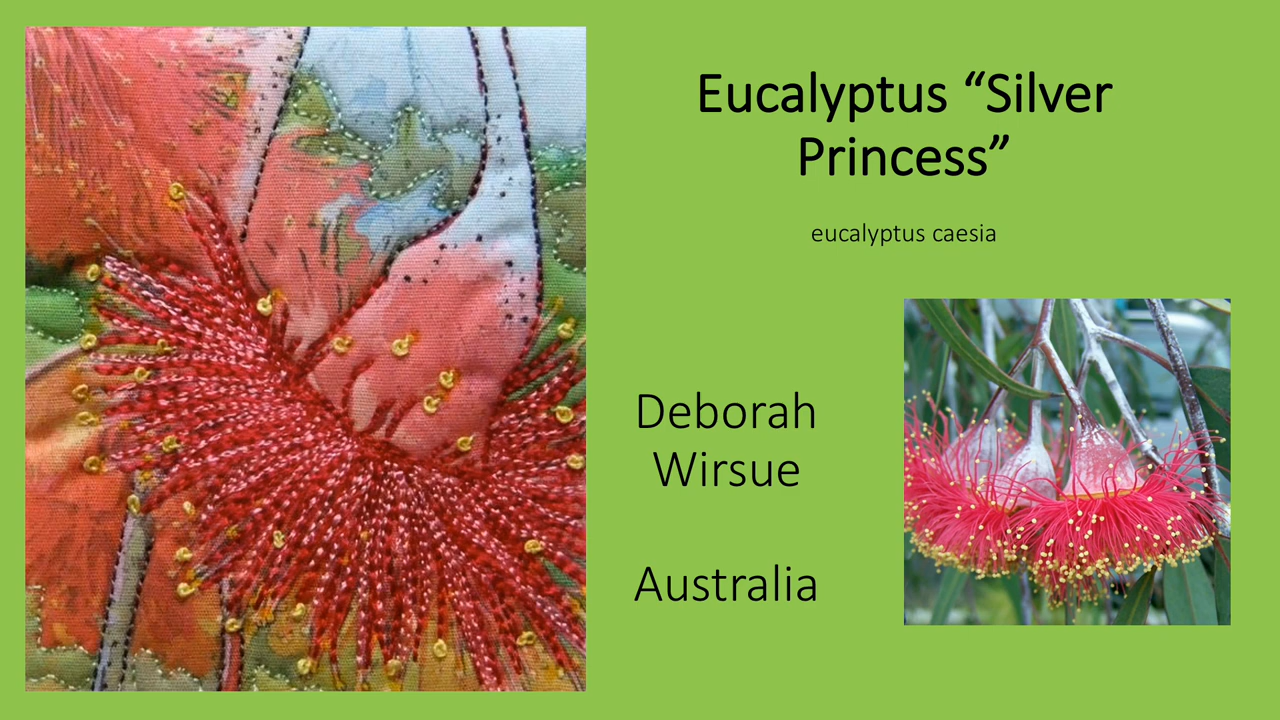 Eucalyptus “Silver
Princess”
eucalyptus caesia
Deborah
Wirsue
Australia